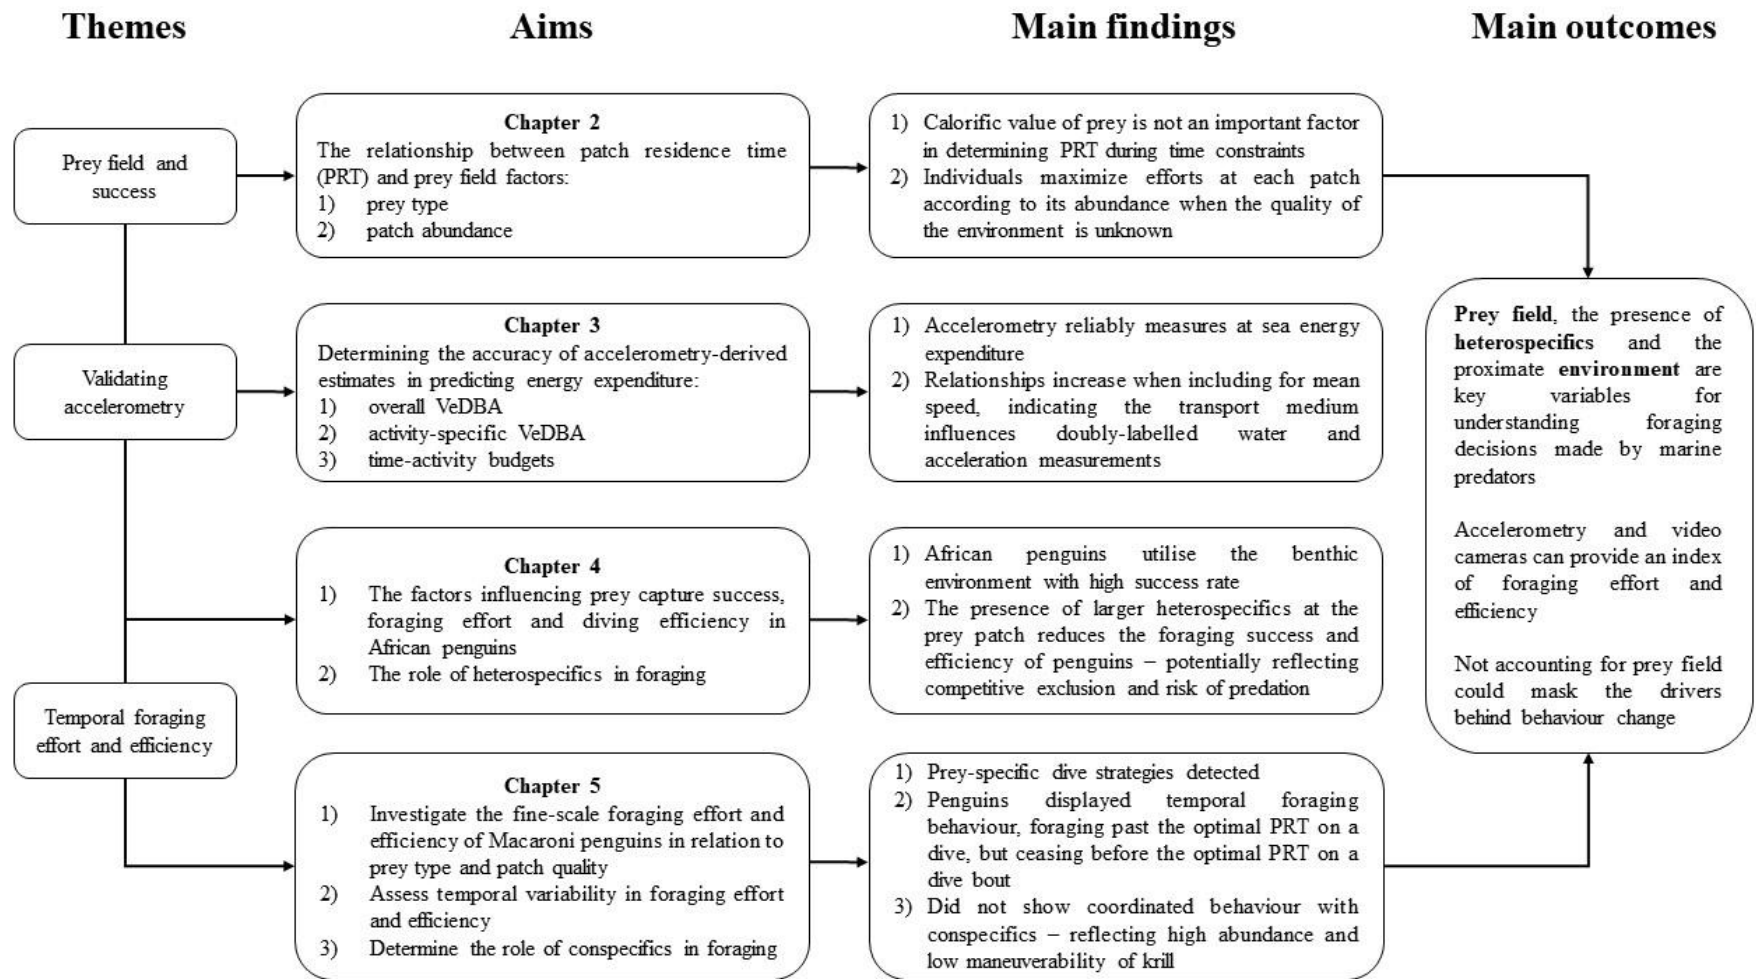 Themes
Aims
Main findings
Main outcomes
Prey field and
success
Chapter 2
The relationship between patch residence time
(PRT) and prey field factors:
1) prey type
2) patch abundance
1) Calorific value of prey is not an important factor
in determining PRT during time constraints
2) Individuals maximize efforts at each patch
according to its abundance when the quality of
the environment is unknown
Validating
accelerometry
Chapter 3
Determining the accuracy of accelerometry-derived
estimates in predicting energy expenditure:
1) overall VeDBA
2) activity-specific VeDBA
3) time-activity budgets
1) Accelerometry reliably measures at sea energy
expenditure
2) Relationships increase when including for mean
speed, indicating the transport medium
influences doubly-labelled water and
acceleration measurements
Chapter 4
1) The factors influencing prey capture success,
foraging effort and diving efficiency in
African penguins
2) The role of heterospecifics in foraging
1) African penguins utilise the benthic
environment with high success rate
2) The presence of larger heterospecifics at the
prey patch reduces the foraging success and
efficiency of penguins – potentially reflecting
competitive exclusion and risk of predation
Temporal foraging
effort and efficiency
Chapter 5
1) Investigate the fine-scale foraging effort and
efficiency of Macaroni penguins in relation to
prey type and patch quality
2) Assess temporal variability in foraging effort
and efficiency
3) Determine the role of conspecifics in foraging
1) Prey-specific dive strategies detected
2) Penguins displayed temporal foraging
behaviour, foraging past the optimal PRT on a
dive, but ceasing before the optimal PRT on a
dive bout
3) Did not show coordinated behaviour with
conspecifics – reflecting high abundance and
low maneuverability of krill
Prey field, the presence of
heterospecifics and the
proximate environment are
key variables for
understanding foraging
decisions made by marine
predators
Accelerometry and video
cameras can provide an index
of foraging effort and
efficiency
Not accounting for prey field
could mask the drivers
behind behaviour change